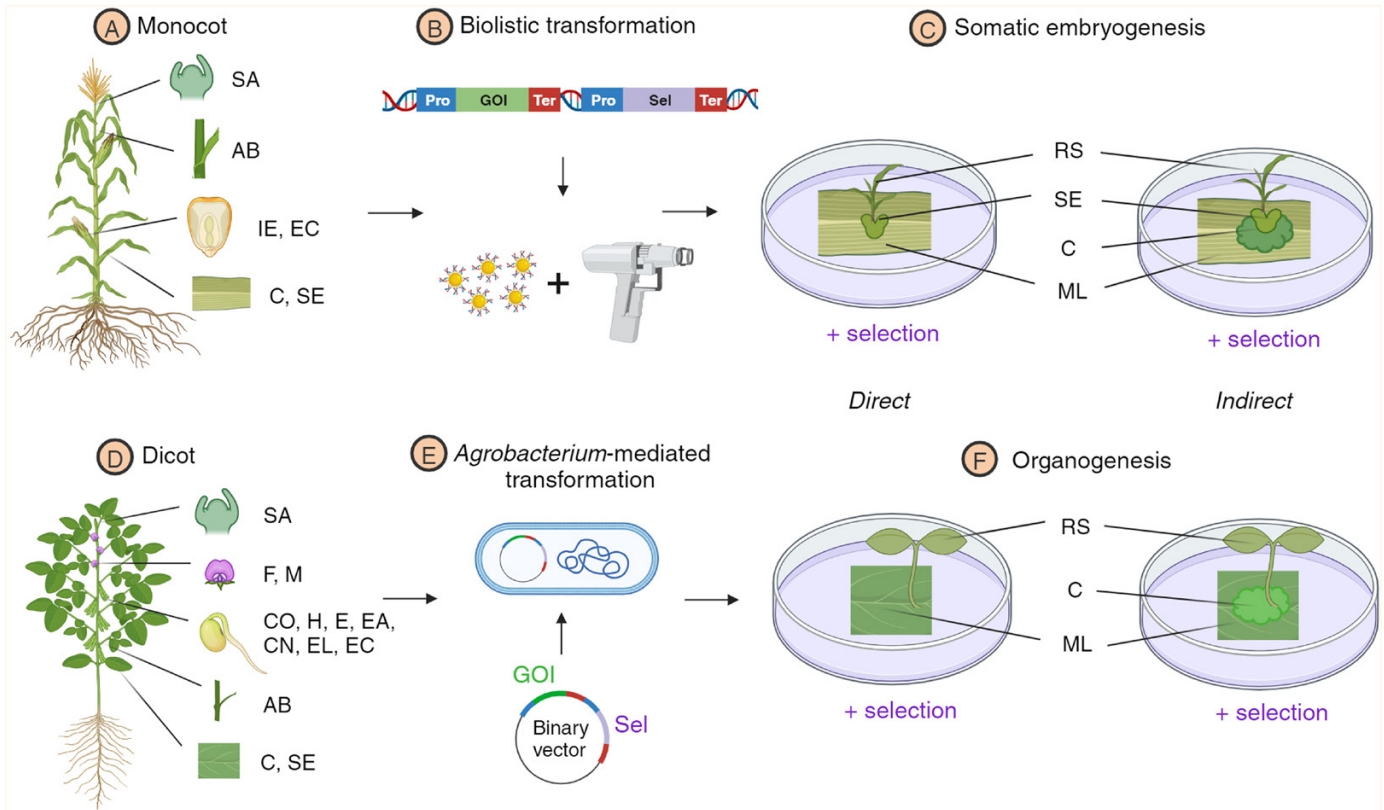 A Monocot
SA
AB
IE, EC
C, SE
B Biolistic transformation
Pro GOI Ter Pro Sel Ter
+
C Somatic embryogenesis
RS
SE
C
ML
+ selection
+ selection
Direct
Indirect
D Dicot
SA
F, M
CO, H, E, EA,
CN, EL, EC
AB
C, SE
E Agrobacterium-mediated
transformation
GOI
Sel
Binary
vector
F Organogenesis
RS
C
ML
+ selection
+ selection